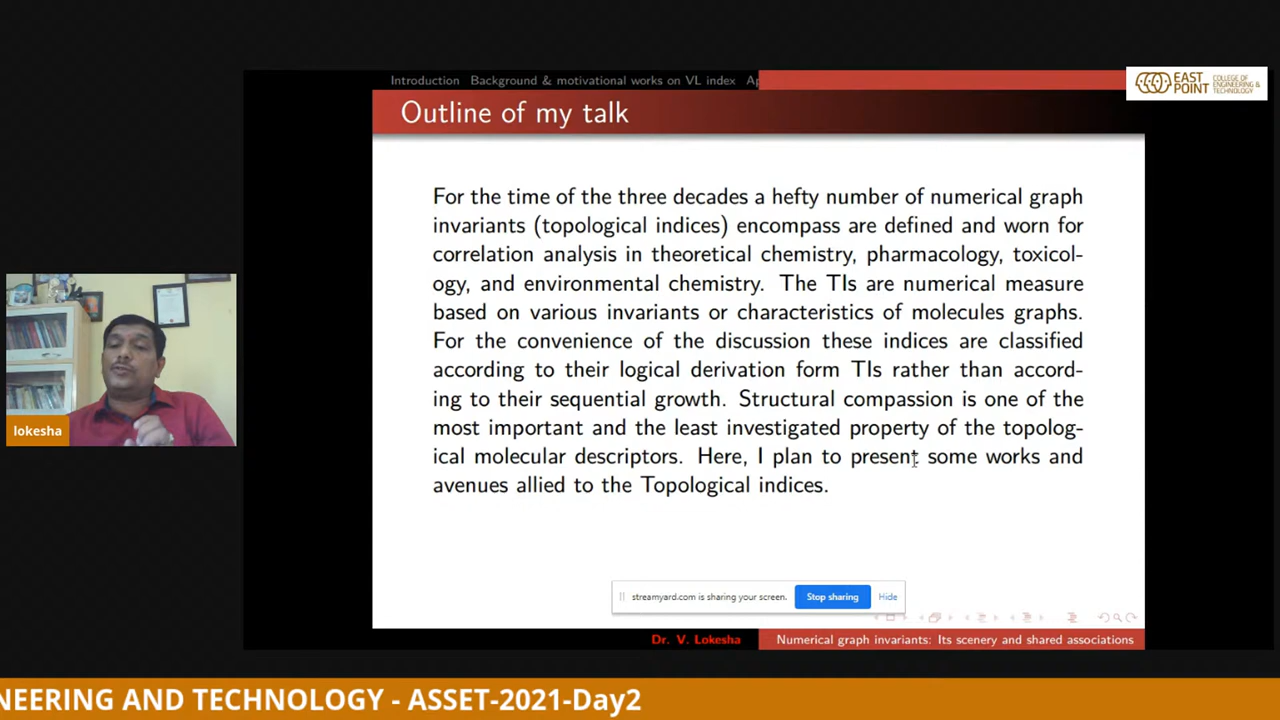 Introduction Background & motivational works on VL index Ap
EAST POINT COLLEGE OF ENGINEERING & TECHNOLOGY
Outline of my talk
For the time of the three decades a hefty number of numerical graph
invariants (topological indices) encompass are defined and worn for
correlation analysis in theoretical chemistry, pharmacology, toxicol-
ogy, and environmental chemistry. The TIs are numerical measure
based on various invariants or characteristics of molecules graphs.
For the convenience of the discussion these indices are classified
according to their logical derivation form TIs rather than accord-
ing to their sequential growth. Structural compassion is one of the
most important and the least investigated property of the topolog-
ical molecular descriptors. Here, I plan to present some works and
avenues allied to the Topological indices.
lokesha
streamyard.com is sharing your screen. Stop sharing Hide
Dr. V. Lokesha Numerical graph invariants: Its scenery and shared associations
NEERING AND TECHNOLOGY - ASSET-2021-Day2